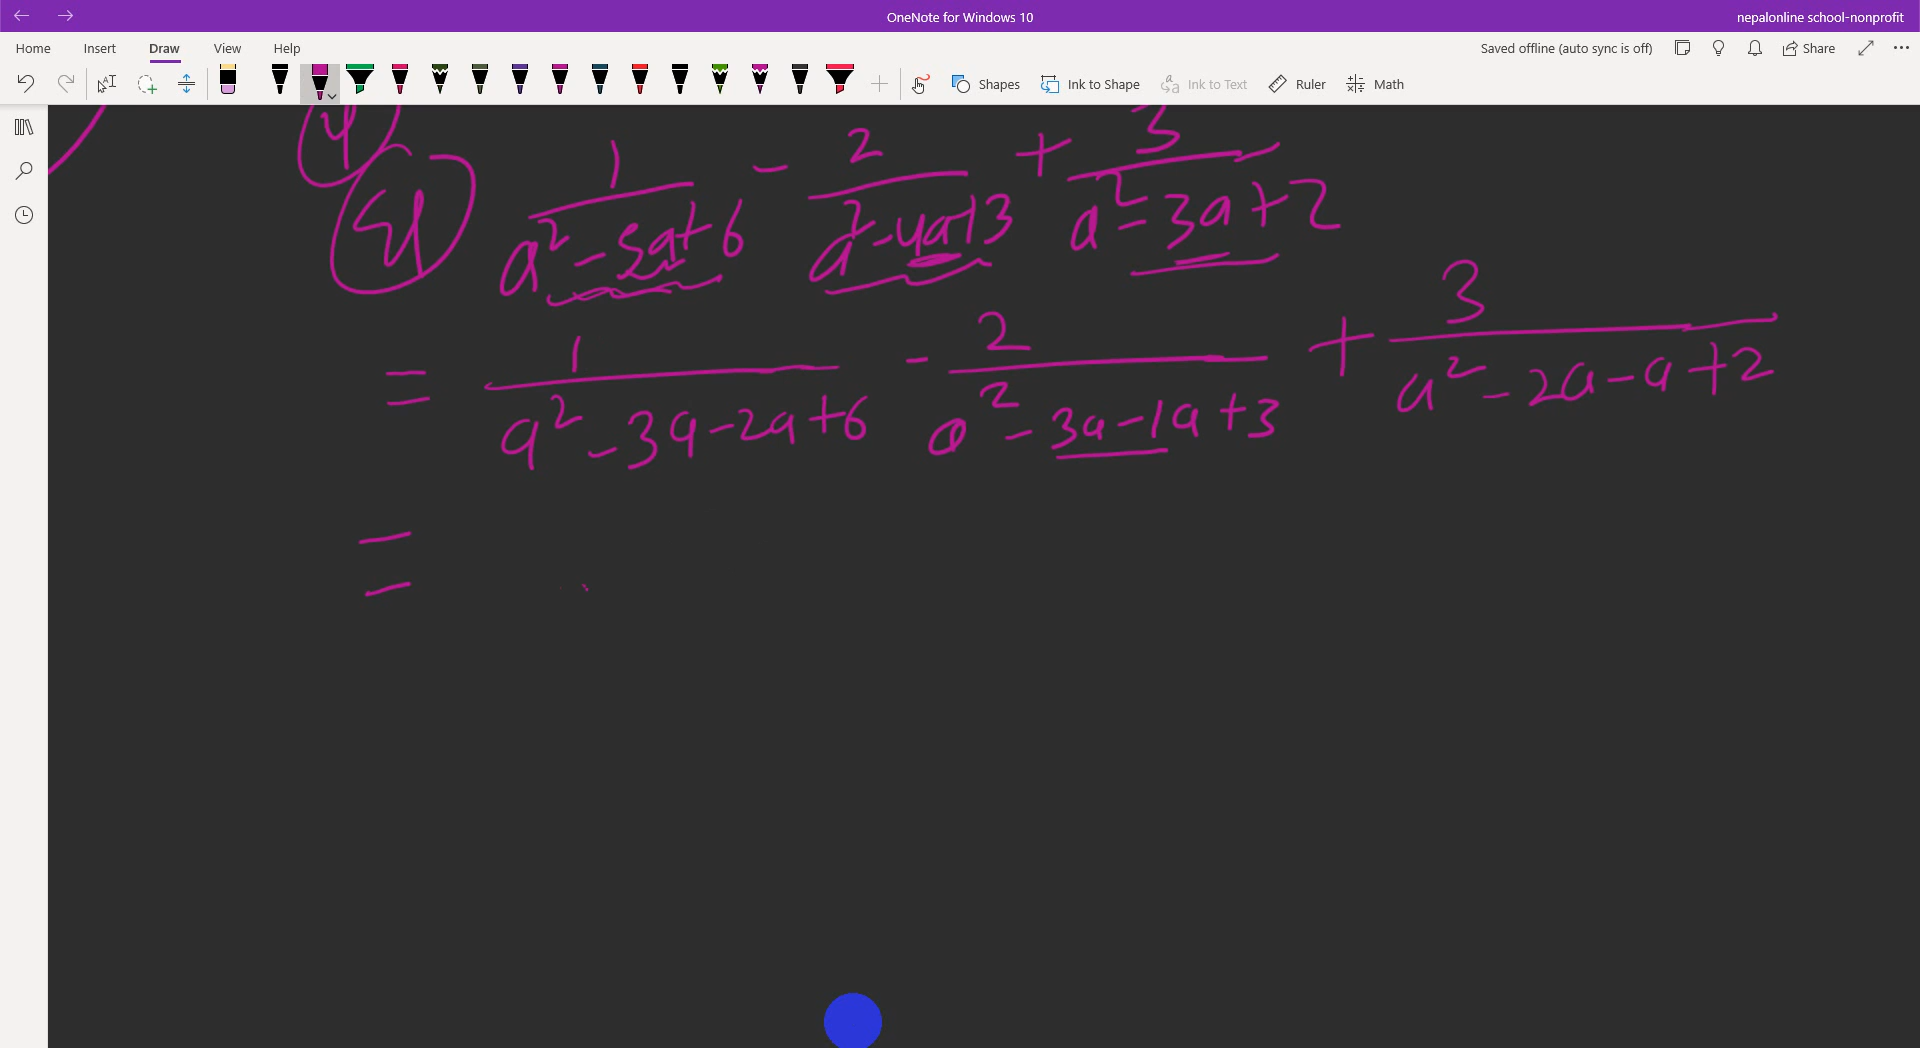 OneNote for Windows 10
nepalonline school-nonprofit
Home Insert Draw View Help
Saved offline (auto sync is off) Share
Shapes Ink to Shape Ink to Text Ruler Math
1/(a² - 5a + 6) - 2/(a² - 4a + 3) + 3/(a² - 3a + 2)
= 1/(a² - 3a - 2a + 6) - 2/(a² - 3a - 1a + 3) + 3/(a² - 2a - a + 2)
=